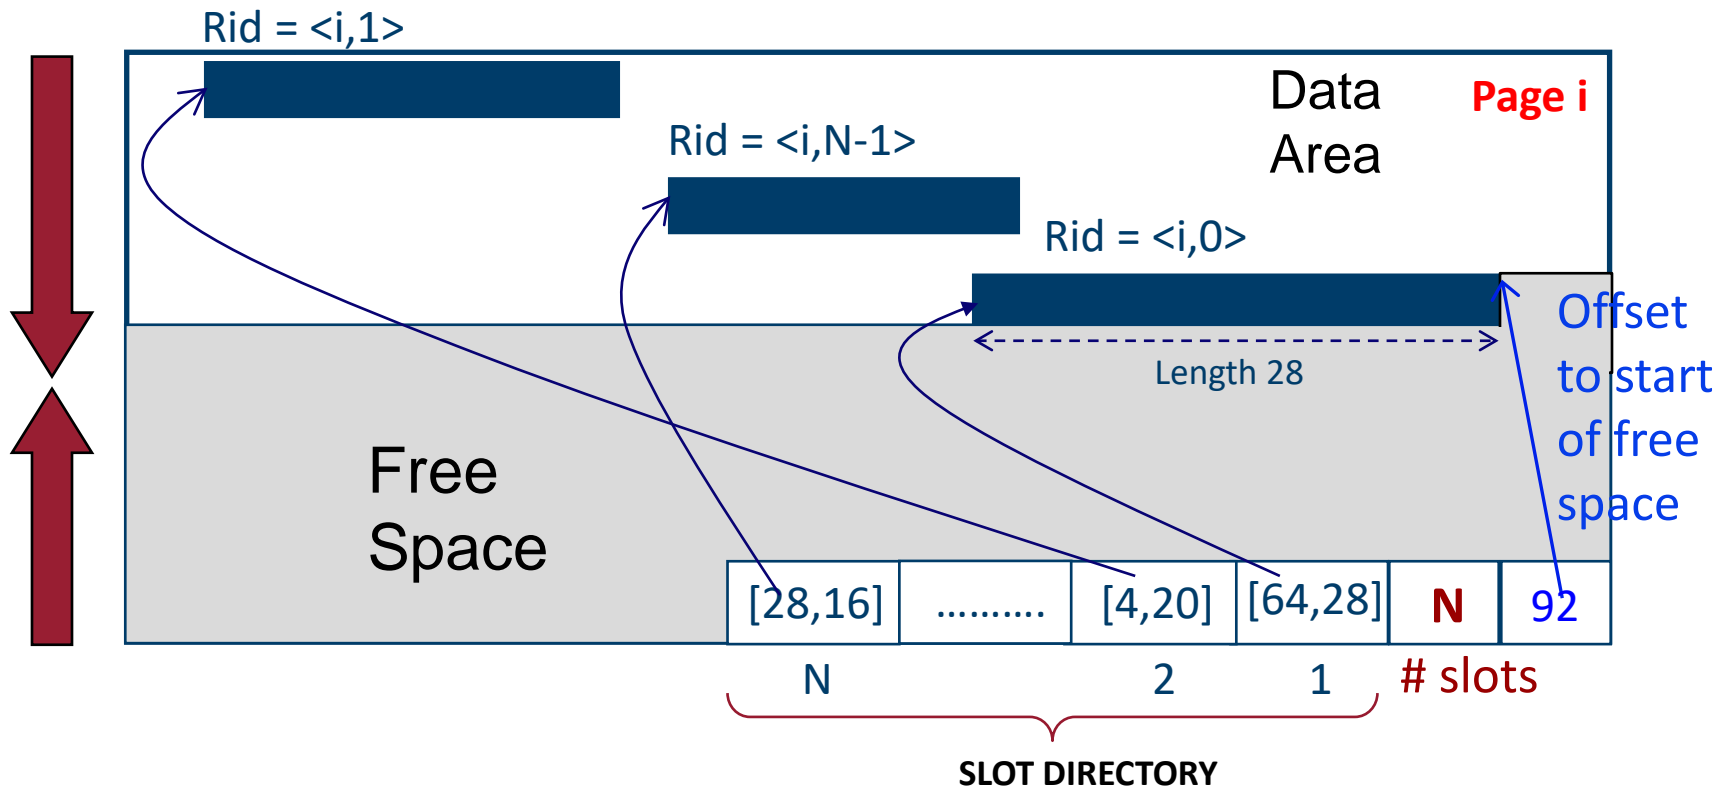 Rid = <i,1>
Data
Area
Page i
Rid = <i,N-1>
Rid = <i,0>
Offset
to start
of free
space
Length 28
Free
Space
[28,16]
..........
[4,20]
[64,28]
N
92
N
2
1
# slots
SLOT DIRECTORY